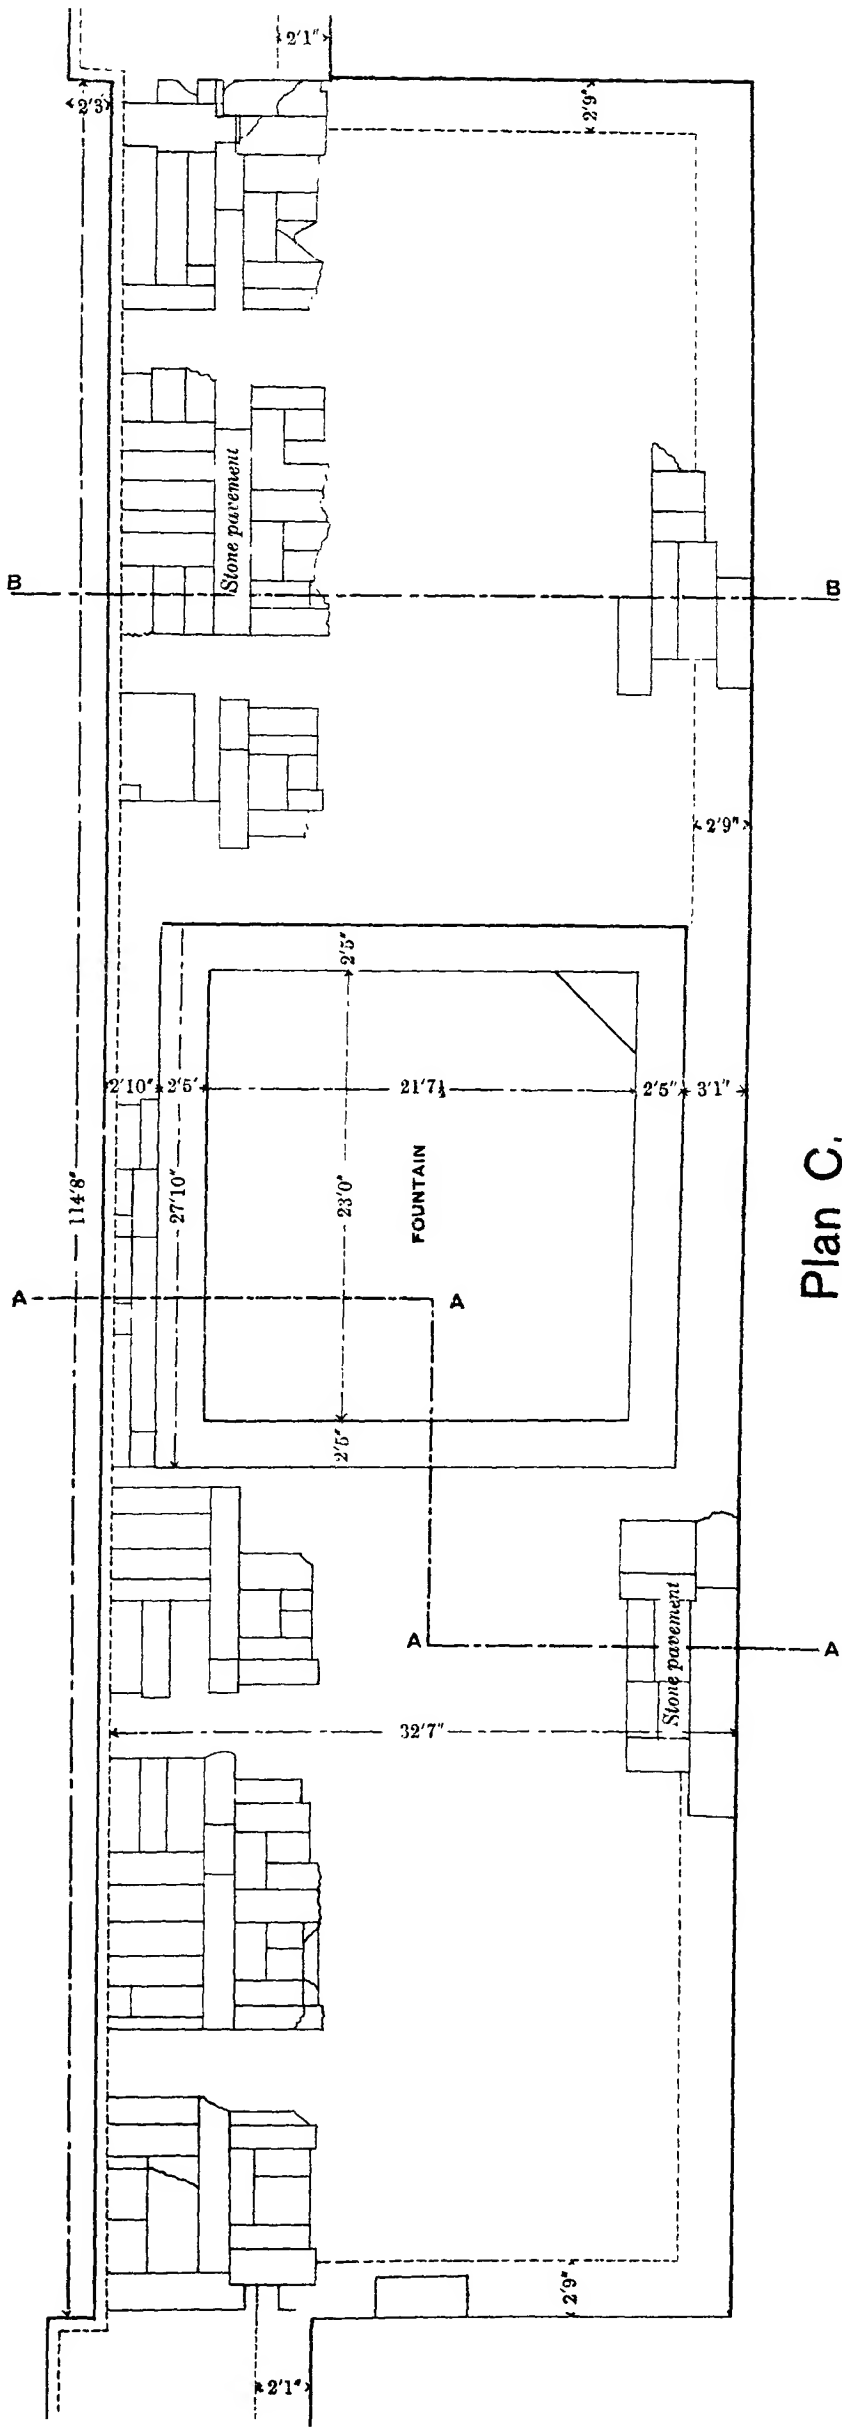 2'1"
2'3'
2'9"
Stone pavement
B
B
2'9"
2'5"
2'10"
2'5'
21'7½
2'5"
3'1"
114'8"
27'10"
23'0"
FOUNTAIN
A
A
2'5"
A
A
Stone pavement
32'7"
2'9"
2'1"
Plan C.